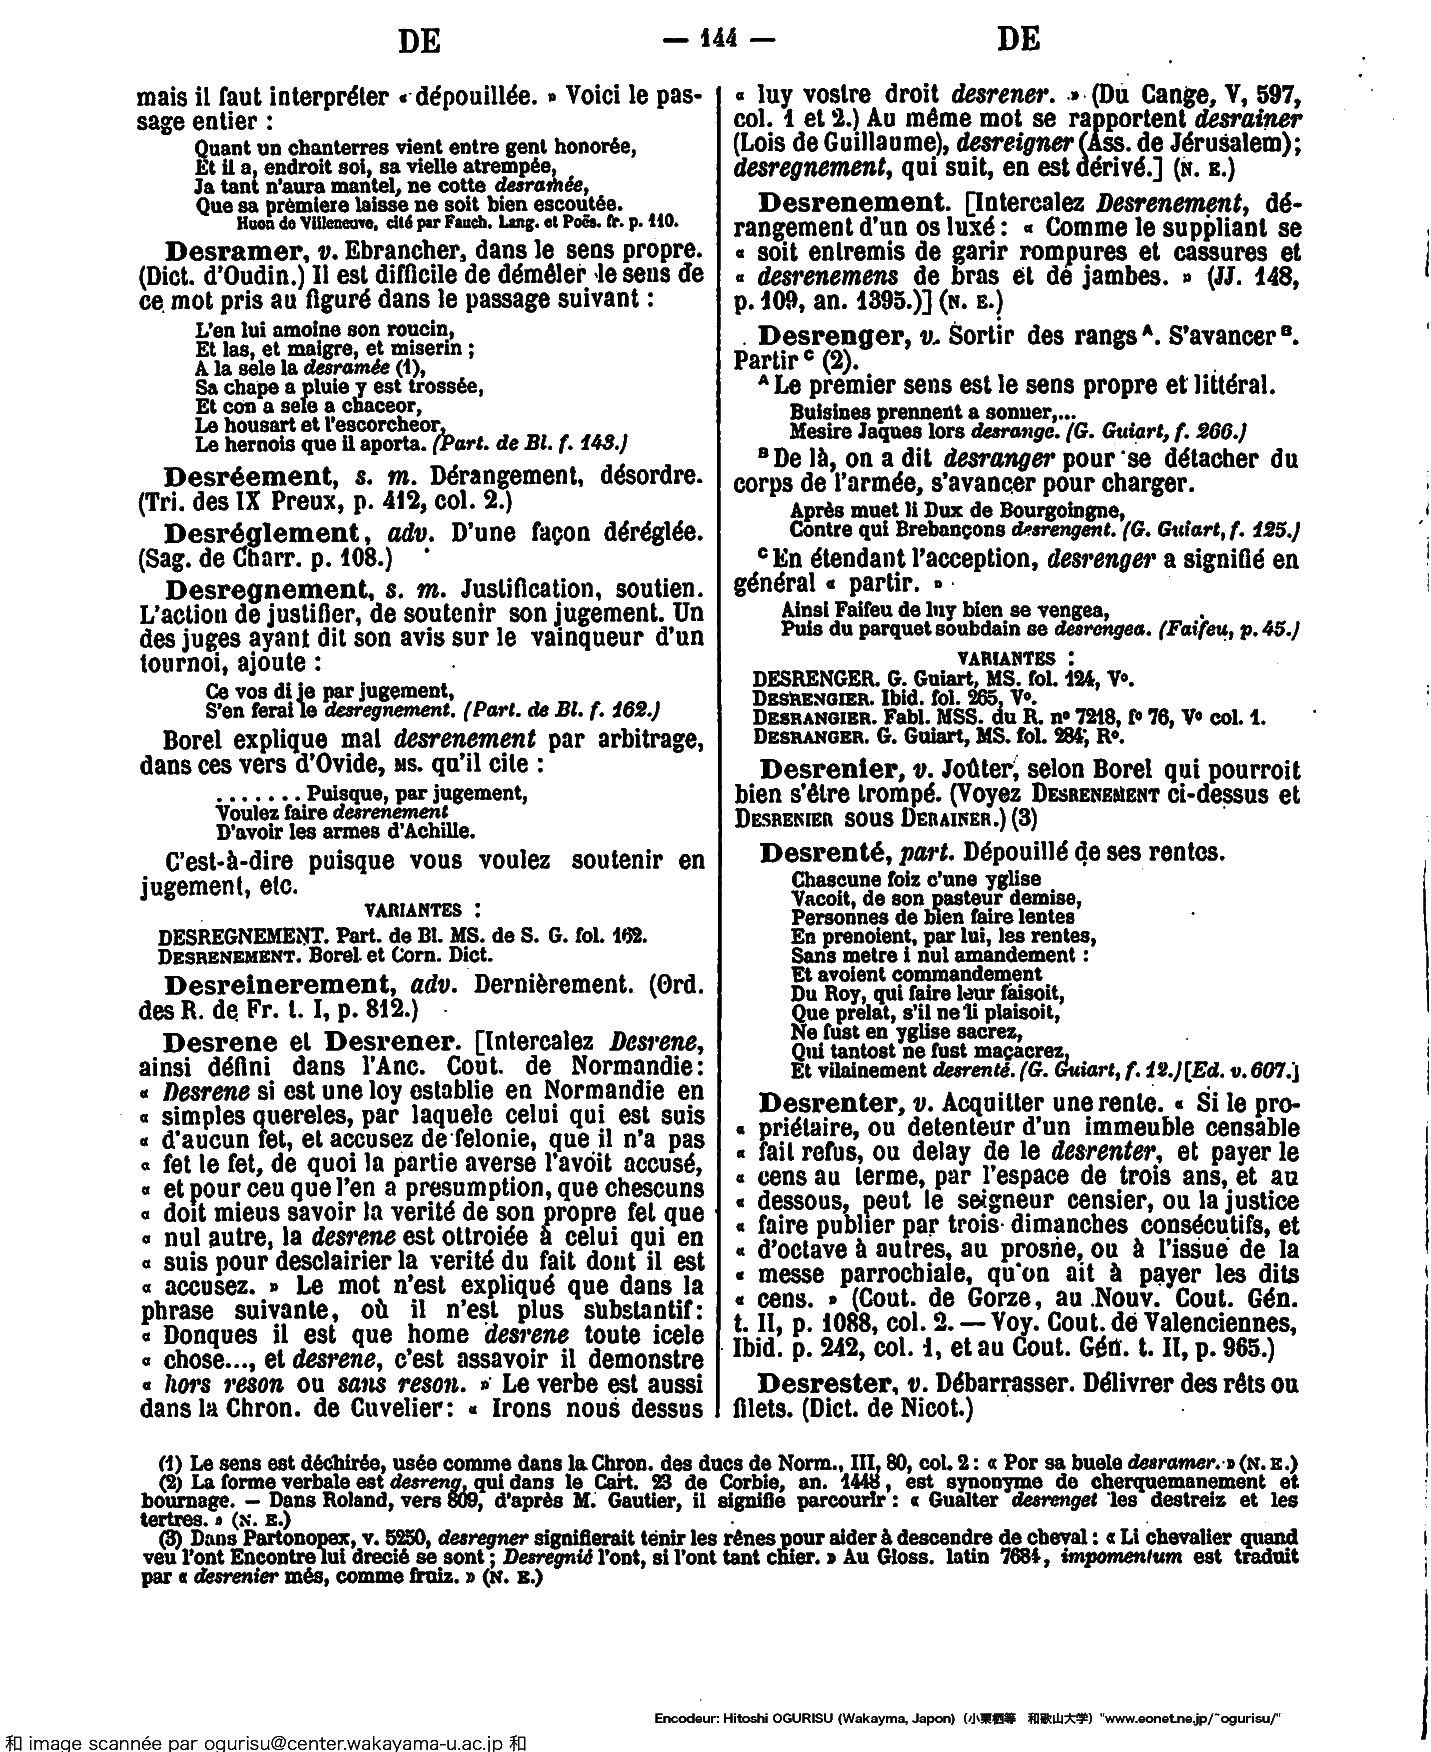 DE — 144 — DE
mais il faut interpréter « dépouillée. » Voici le pas-
sage entier :
Quant un chanterres vient entre gent honorée,
Et il a, endroit soi, sa vielle atrempée,
Ja tant n'aura mantel, ne cotte desramée,
Que sa première laisse ne soit bien escoutée.
Huon de Villeneuve, cité par Fauch. Lang. et Poës. fr. p. 110.
Desramer, v. Ebrancher, dans le sens propre.
(Dict. d'Oudin.) Il est difficile de démêler le sens de
ce mot pris au figuré dans le passage suivant :
L'en lui amoine son roucin,
Et las, et maigre, et miserin ;
A la sele la desramée (1),
Sa chape a pluie y est trossée,
Et con a sele a chaceor,
Le housart et l'escorcheor,
Le hernois que il aporta. (Part. de Bl. f. 143.)
Desréement, s. m. Dérangement, désordre.
(Tri. des IX Preux, p. 412, col. 2.)
Desréglement, adv. D'une façon déréglée.
(Sag. de Charr. p. 108.)
Desregnement, s. m. Justification, soutien.
L'action de justifier, de soutenir son jugement. Un
des juges ayant dit son avis sur le vainqueur d'un
tournoi, ajoute :
Ce vos di je par jugement,
S'en ferai le desregnement. (Part. de Bl. f. 162.)
Borel explique mal desrenement par arbitrage,
dans ces vers d'Ovide, MS. qu'il cite :
. . . . . . . Puisque, par jugement,
Voulez faire desrenement
D'avoir les armes d'Achille.
C'est-à-dire puisque vous voulez soutenir en
jugement, etc.
VARIANTES :
DESREGNEMENT. Part. de Bl. MS. de S. G. fol. 162.
DESRENEMENT. Borel et Corn. Dict.
Desreinerement, adv. Dernièrement. (Ord.
des R. de Fr. t. I, p. 812.)
Desrene et Desrener. [Intercalez Desrene,
ainsi défini dans l'Anc. Cout. de Normandie :
« Desrene si est une loy establie en Normandie en
« simples quereles, par laquele celui qui est suis
« d'aucun fet, et accusez de felonie, que il n'a pas
« fet le fet, de quoi la partie averse l'avoit accusé,
« et pour ceu que l'en a presumption, que chescuns
« doit mieus savoir la verité de son propre fet que
« nul autre, la desrene est ottroiée à celui qui en
« suis pour desclairier la verité du fait dont il est
« accusez. » Le mot n'est expliqué que dans la
phrase suivante, où il n'est plus substantif :
« Donques il est que home desrene toute icele
« chose..., et desrene, c'est assavoir il demonstre
« hors reson ou sans reson. » Le verbe est aussi
dans la Chron. de Cuvelier : « Irons nous dessus
« luy vostre droit desrener. » (Du Cange, V, 597,
col. 1 et 2.) Au même mot se rapportent desrainer
(Lois de Guillaume), desreigner (Ass. de Jérusalem);
desregnement, qui suit, en est dérivé.] (N. E.)
Desrenement. [Intercalez Desrenement, dé-
rangement d'un os luxé : « Comme le suppliant se
« soit entremis de garir rompures et cassures et
« desrenemens de bras et de jambes. » (JJ. 148,
p. 109, an. 1395.)] (N. E.)
Desrenger, v. Sortir des rangs A. S'avancer B.
Partir C (2).
A Le premier sens est le sens propre et littéral.
Buisines prennent a sonner,...
Mesire Jaques lors desrange. (G. Guiart, f. 266.)
B De là, on a dit desranger pour se détacher du
corps de l'armée, s'avancer pour charger.
Après muet li Dux de Bourgoingne,
Contre qui Brebançons desrengent. (G. Guiart, f. 125.)
C En étendant l'acception, desrenger a signifié en
général « partir. »
Ainsi Faifeu de luy bien se vengea,
Puis du parquet soubdain se desrengea. (Faifeu, p. 45.)
VARIANTES :
DESRENGER. G. Guiart, MS. fol. 124, Vo.
DESRENGIER. Ibid. fol. 265, Vo.
DESRANGIER. Fabl. MSS. du R. no 7218, fo 76, Vo col. 1.
DESRANGER. G. Guiart, MS. fol. 284, Ro.
Desrenier, v. Joûter, selon Borel qui pourroit
bien s'être trompé. (Voyez DESRENEMENT ci-dessus et
DESRENIER sous DERAINER.) (3)
Desrenté, part. Dépouillé de ses rentes.
Chascune foiz c'une yglise
Vacoit, de son pasteur demise,
Personnes de bien faire lentes
En prenoient, par lui, les rentes,
Sans metre i nul amandement :
Et avoient commandement
Du Roy, qui faire leur faisoit,
Que prelat, s'il ne li plaisoit,
Ne fust en yglise sacrez,
Qui tantost ne fust maçacrez,
Et vilainement desrenté. (G. Guiart, f. 12.) [Ed. v. 607.]
Desrenter, v. Acquitter une rente. « Si le pro-
« priétaire, ou detenteur d'un immeuble censable
« fait refus, ou delay de le desrenter, et payer le
« cens au terme, par l'espace de trois ans, et au
« dessous, peut le seigneur censier, ou la justice
« faire publier par trois dimanches consécutifs, et
« d'octave à autres, au prosne, ou à l'issue de la
« messe parrochiale, qu'on ait à payer les dits
« cens. » (Cout. de Gorze, au Nouv. Cout. Gén.
t. II, p. 1088, col. 2. — Voy. Cout. de Valenciennes,
Ibid. p. 242, col. 1, et au Cout. Gén. t. II, p. 965.)
Desrester, v. Débarrasser. Délivrer des rêts ou
filets. (Dict. de Nicot.)
(1) Le sens est déchirée, usée comme dans la Chron. des ducs de Norm., III, 80, col. 2 : « Por sa buele desramer. » (N. E.)
(2) La forme verbale est desreng, qui dans le Cart. 23 de Corbie, an. 1448, est synonyme de cherquemanement et
bournage. — Dans Roland, vers 809, d'après M. Gautier, il signifie parcourir : « Gualter desrenget les destreiz et les
tertres. » (N. E.)
(3) Dans Partonopex, v. 5250, desregner signifierait tenir les rênes pour aider à descendre de cheval : « Li chevalier quand
veu l'ont Encontre lui drecié se sont ; Desregnié l'ont, si l'ont tant chier. » Au Gloss. latin 7684, impomentum est traduit
par « desrenier més, comme fruiz. » (N. E.)
Encodeur: Hitoshi OGURISU (Wakayma, Japon) (小栗栖等 和歌山大学) "www.eonet.ne.jp/~ogurisu/"
和 image scannée par ogurisu@center.wakayama-u.ac.jp 和